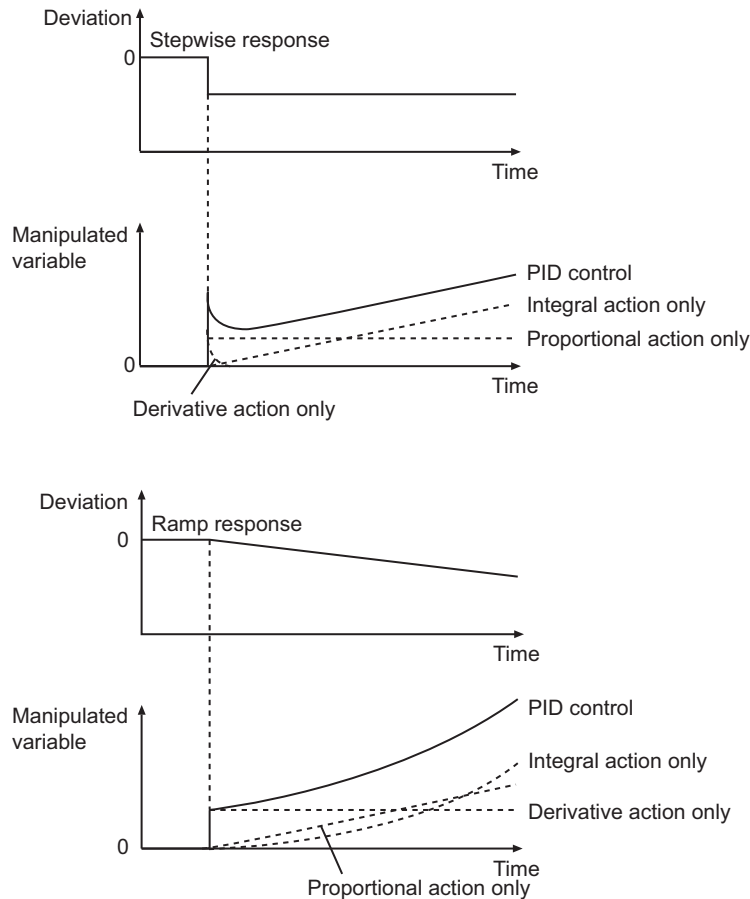 Deviation
Stepwise response
0
Time
Manipulated
variable
PID control
Integral action only
Proportional action only
0
Time
Derivative action only
Deviation
Ramp response
0
Time
Manipulated
variable
PID control
Integral action only
Derivative action only
0
Time
Proportional action only